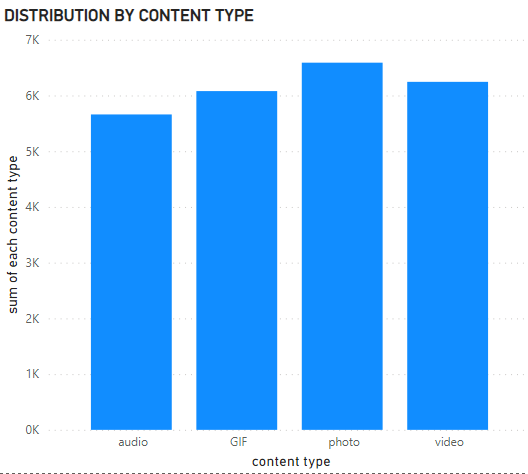 DISTRIBUTION BY CONTENT TYPE
7K
6K
5K
4K
3K
2K
1K
0K
sum of each content type
audio GIF photo video
content type